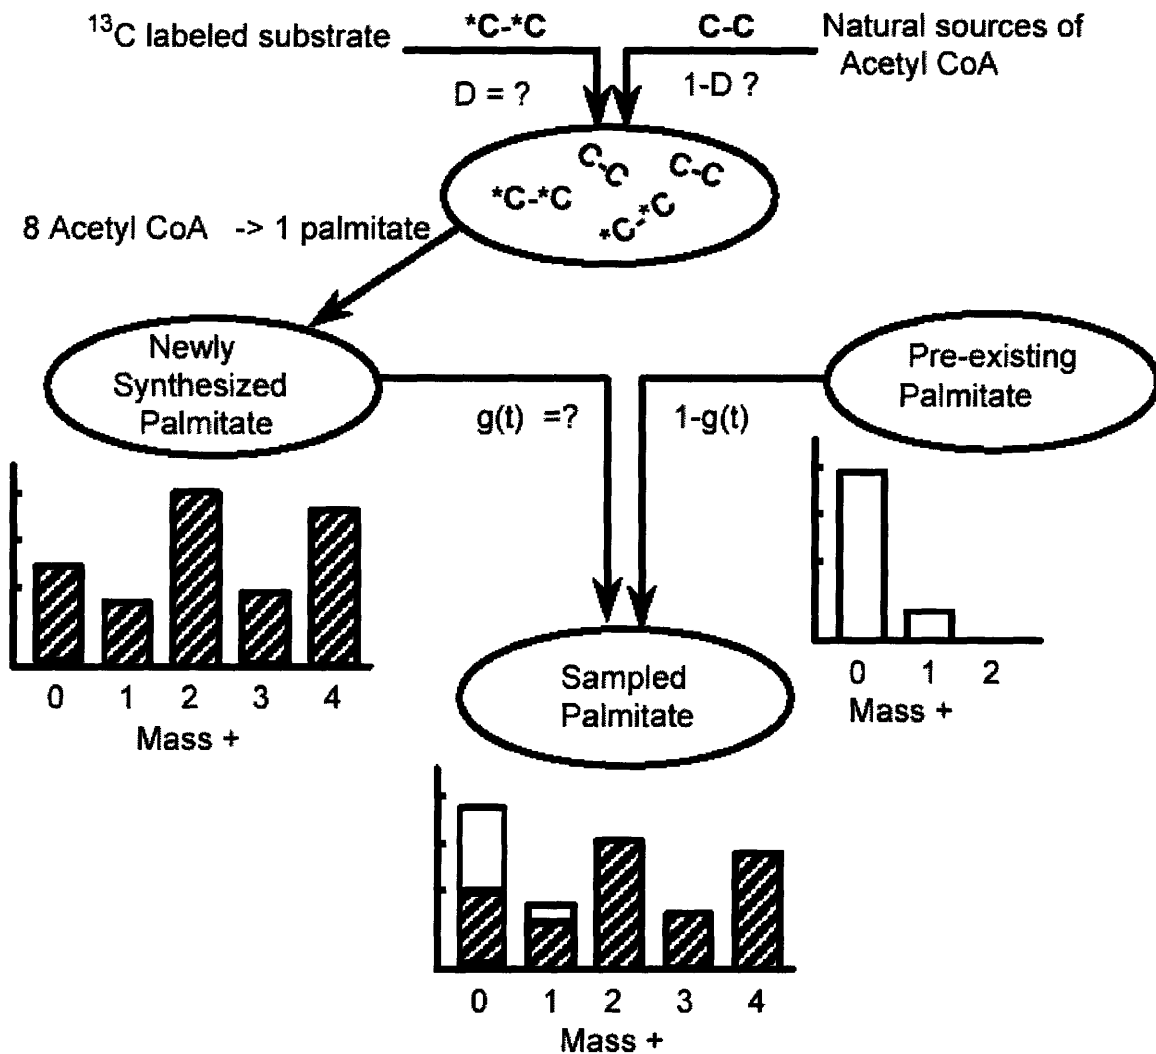 ¹³C labeled substrate
*C-*C
C-C
Natural sources of
Acetyl CoA
D = ?
1-D ?
C-C
C-C
*C-*C
*C-*C
8 Acetyl CoA -> 1 palmitate
Newly
Synthesized
Palmitate
g(t) =?
1-g(t)
Pre-existing
Palmitate
0 1 2 3 4
Mass +
0 1 2
Mass +
Sampled
Palmitate
0 1 2 3 4
Mass +